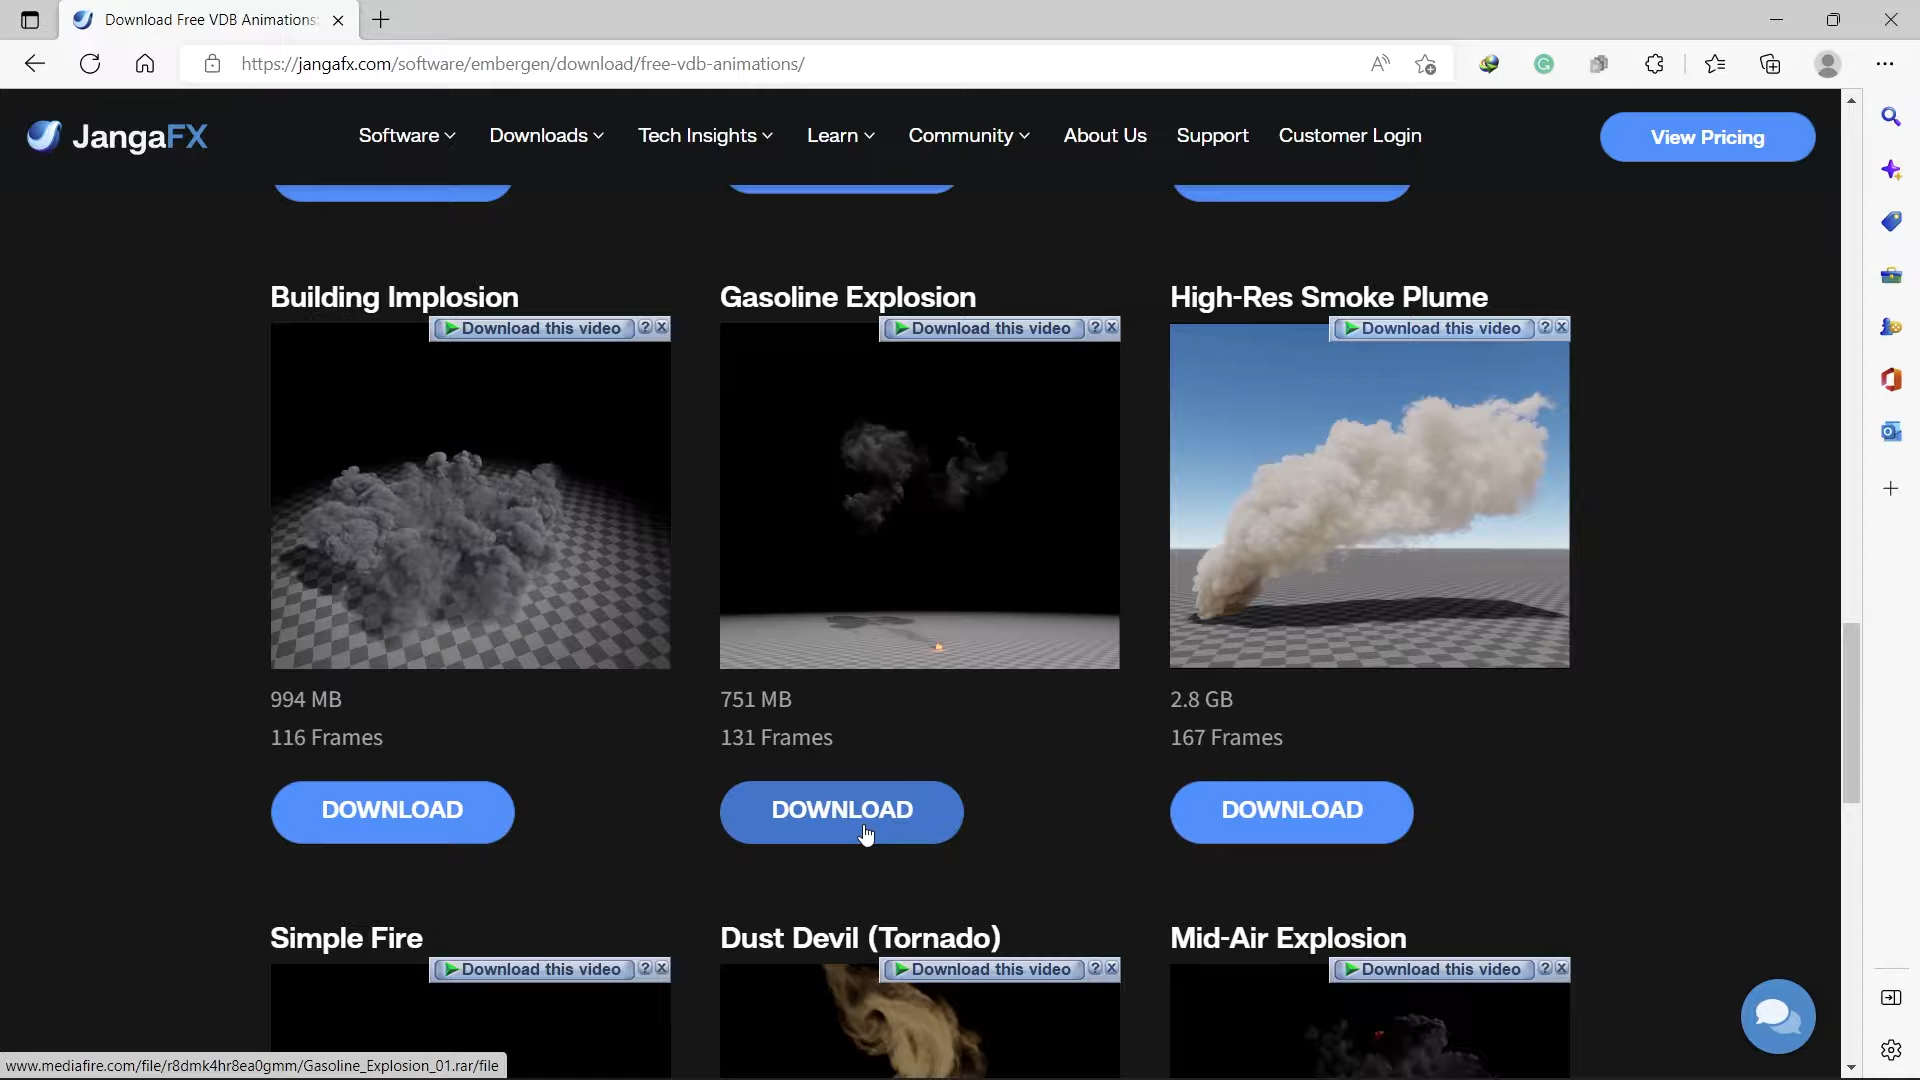 Download Free VDB Animations:
https://jangafx.com/software/embergen/download/free-vdb-animations/
JangaFX
Software
Downloads
Tech Insights
Learn
Community
About Us
Support
Customer Login
View Pricing
Building Implosion
Gasoline Explosion
High-Res Smoke Plume
Download this video ?
Download this video ?
Download this video ?
994 MB
751 MB
2.8 GB
116 Frames
131 Frames
167 Frames
DOWNLOAD
DOWNLOAD
DOWNLOAD
Simple Fire
Dust Devil (Tornado)
Mid-Air Explosion
Download this video ?
Download this video ?
Download this video ?
www.mediafire.com/file/r8dmk4hr8ea0gmm/Gasoline_Explosion_01.rar/file